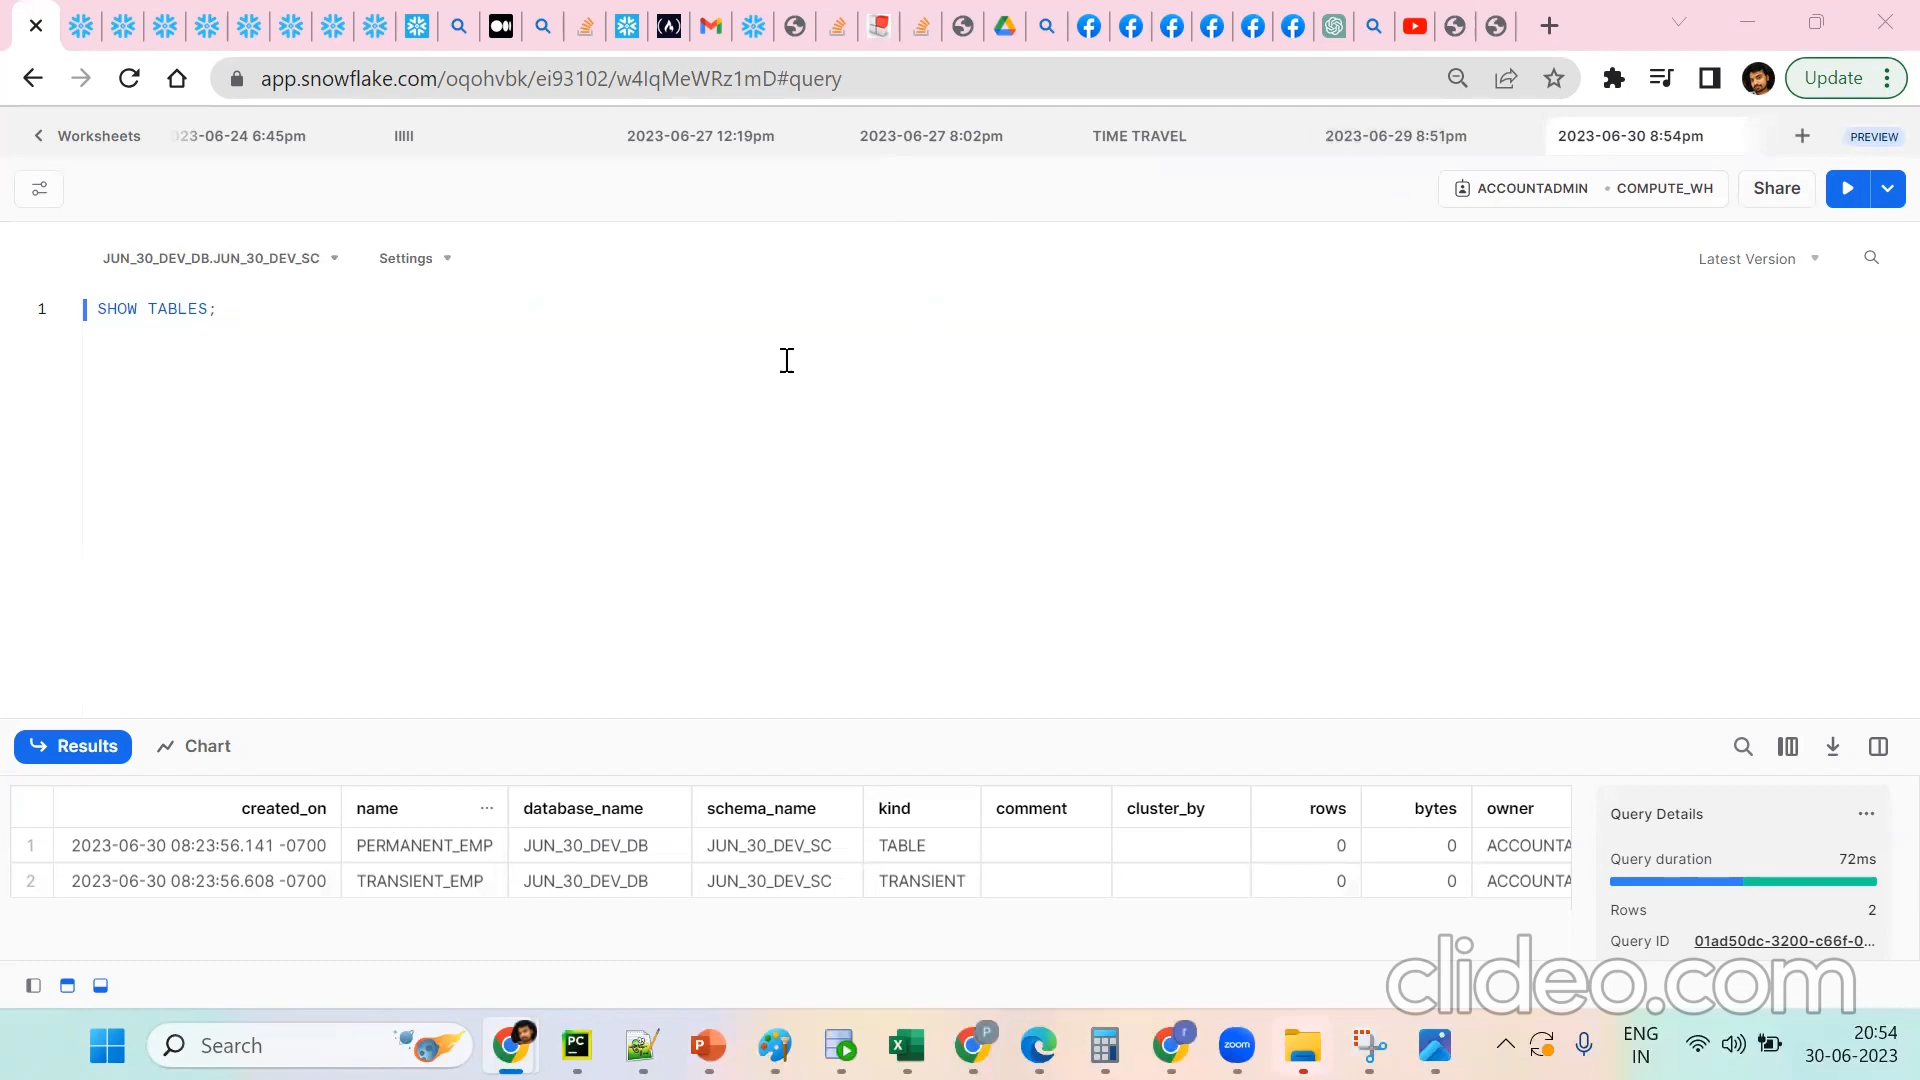 app.snowflake.com/oqohvbk/ei93102/w4IqMeWRz1mD#query
Update
Worksheets
023-06-24 6:45pm
IIIII
2023-06-27 12:19pm
2023-06-27 8:02pm
TIME TRAVEL
2023-06-29 8:51pm
2023-06-30 8:54pm
PREVIEW
ACCOUNTADMIN
COMPUTE_WH
Share
JUN_30_DEV_DB.JUN_30_DEV_SC
Settings
Latest Version
1 SHOW TABLES;
Results
Chart
created_on name ... database_name schema_name kind comment cluster_by rows bytes owner
1 2023-06-30 08:23:56.141 -0700 PERMANENT_EMP JUN_30_DEV_DB JUN_30_DEV_SC TABLE 0 0 ACCOUNTA
2 2023-06-30 08:23:56.608 -0700 TRANSIENT_EMP JUN_30_DEV_DB JUN_30_DEV_SC TRANSIENT 0 0 ACCOUNTA
Query Details ...
Query duration 72ms
Rows 2
Query ID 01ad50dc-3200-c66f-0...
clideo.com
Search
PC
P
X
P
r
zoom
ENG
IN
20:54
30-06-2023